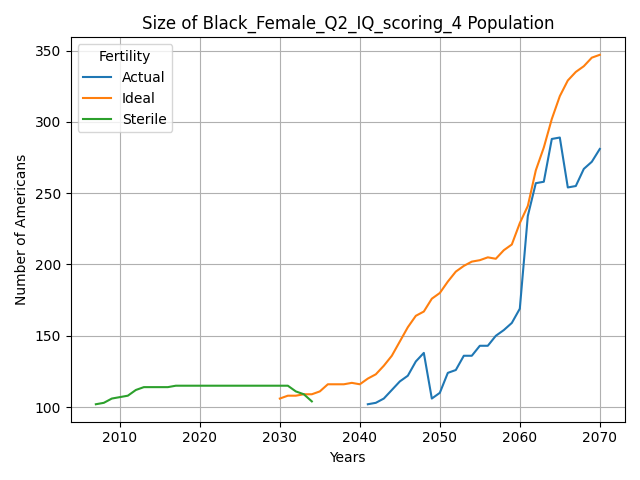 Size of Black_Female_Q2_IQ_scoring_4 Population
Fertility
Actual
Ideal
Sterile
Number of Americans
350
300
250
200
150
100
2010 2020 2030 2040 2050 2060 2070
Years